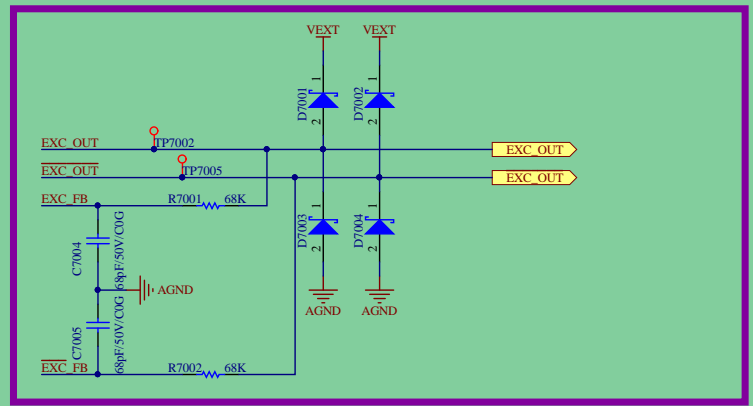 VEXT VEXT
D7001 1 2
D7002 1 2
EXC_OUT TP7002 EXC_OUT
EXC_OUT TP7005 EXC_OUT
EXC_FB R7001 68K
D7003 1 2
D7004 1 2
C7004 68pF/50V/C0G
AGND
AGND AGND
C7005 68pF/50V/C0G
EXC_FB R7002 68K